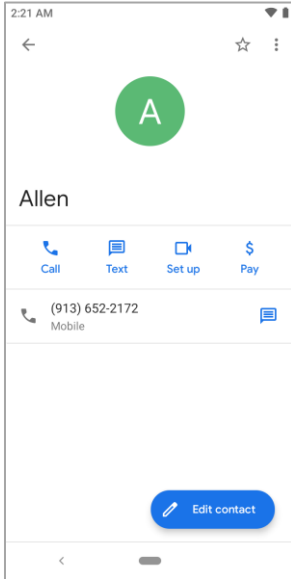 2:21 AM
A
Allen
Call Text Set up Pay
(913) 652-2172
Mobile
Edit contact